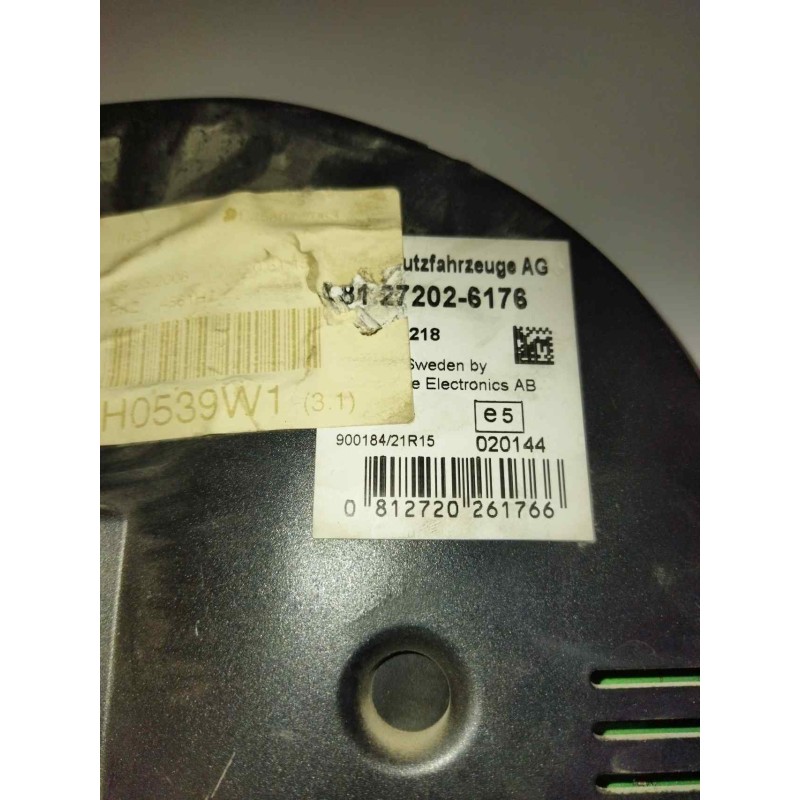 utzfahrzeuge AG
81.27202-6176
218
Sweden by
e Electronics AB
e5
900184/21R15
020144
0 812720 261766
H0539W1 (3.1)